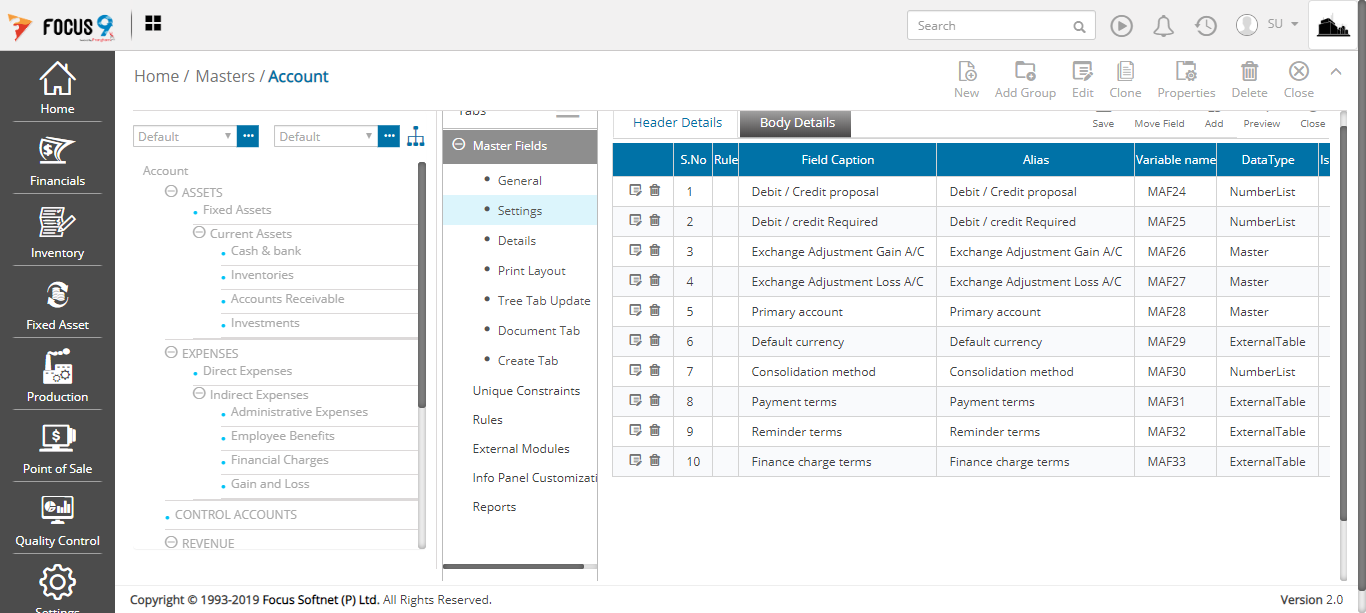 FOCUS 9
Search
SU
Home
Financials
Inventory
Fixed Asset
Production
Point of Sale
Quality Control
Settings
Home / Masters / Account
New Add Group Edit Clone Properties Delete Close
Default Default
Account
ASSETS
Fixed Assets
Current Assets
Cash & bank
Inventories
Accounts Receivable
Investments
EXPENSES
Direct Expenses
Indirect Expenses
Administrative Expenses
Employee Benefits
Financial Charges
Gain and Loss
CONTROL ACCOUNTS
REVENUE
Tabs
Master Fields
General
Settings
Details
Print Layout
Tree Tab Update
Document Tab
Create Tab
Unique Constraints
Rules
External Modules
Info Panel Customizati
Reports
Header Details Body Details
Save Move Field Add Preview Close
S.No Rule Field Caption Alias Variable name DataType Is
1 Debit / Credit proposal Debit / Credit proposal MAF24 NumberList
2 Debit / credit Required Debit / credit Required MAF25 NumberList
3 Exchange Adjustment Gain A/C Exchange Adjustment Gain A/C MAF26 Master
4 Exchange Adjustment Loss A/C Exchange Adjustment Loss A/C MAF27 Master
5 Primary account Primary account MAF28 Master
6 Default currency Default currency MAF29 ExternalTable
7 Consolidation method Consolidation method MAF30 NumberList
8 Payment terms Payment terms MAF31 ExternalTable
9 Reminder terms Reminder terms MAF32 ExternalTable
10 Finance charge terms Finance charge terms MAF33 ExternalTable
Copyright © 1993-2019 Focus Softnet (P) Ltd. All Rights Reserved.
Version 2.0